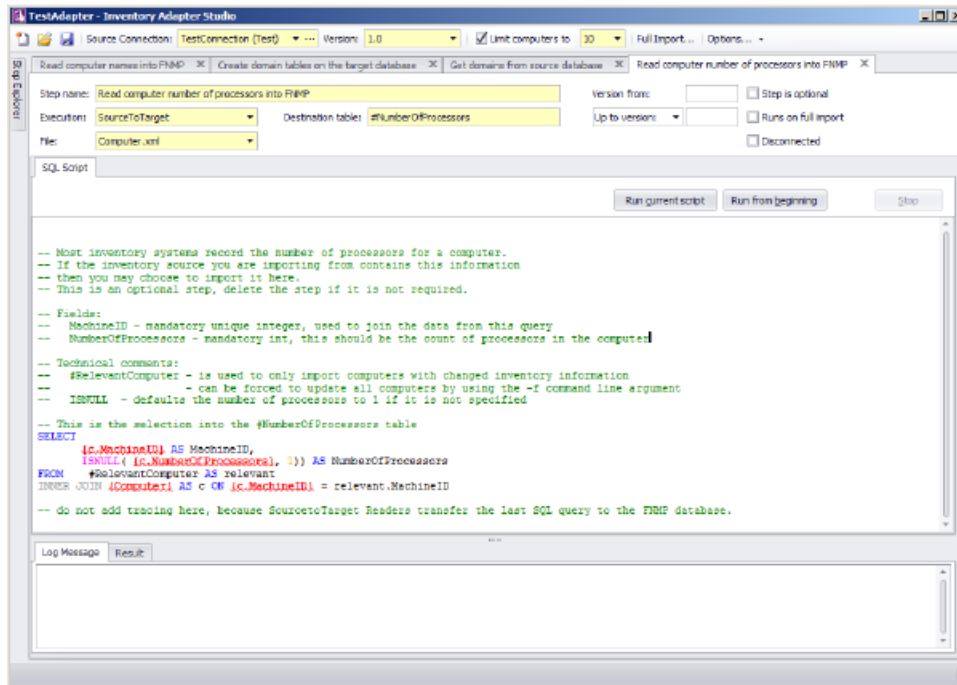 TestAdapter - Inventory Adapter Studio
Source Connection: TestConnection (Test) ... Version: 1.0 Limit computers to 10 Full Import... Options...
Step Explorer
Read computer names into FNMP X Create domain tables on the target database X Get domains from source database X Read computer number of processors into FNMP X
Step name: Read computer number of processors into FNMP Version from: Step is optional
Execution: SourceToTarget Destination table: #NumberOfProcessors Up to version: Runs on full import
File: Computer.xml Disconnected
SQL Script
Run current script Run from beginning Stop
-- Most inventory systems record the number of processors for a computer.
-- If the inventory source you are importing from contains this information
-- then you may choose to import it here.
-- This is an optional step, delete the step if it is not required.
-- Fields:
-- MachineID - mandatory unique integer, used to join the data from this query
-- NumberOfProcessors - mandatory int, this should be the count of processors in the computer
-- Technical comments:
-- #RelevantComputer - is used to only import computers with changed inventory information
-- - can be forced to update all computers by using the -f command line argument
-- ISNULL - defaults the number of processors to 1 if it is not specified
-- This is the selection into the #NumberOfProcessors table
SELECT
{c.MachineID} AS MachineID,
ISNULL( {c.NumberOfProcessors}, 1)) AS NumberOfProcessors
FROM #RelevantComputer AS relevant
INNER JOIN {Computer} AS c ON {c.MachineID} = relevant.MachineID
-- do not add tracing here, because SourcetoTarget Readers transfer the last SQL query to the FNMP database.
Log Message Result